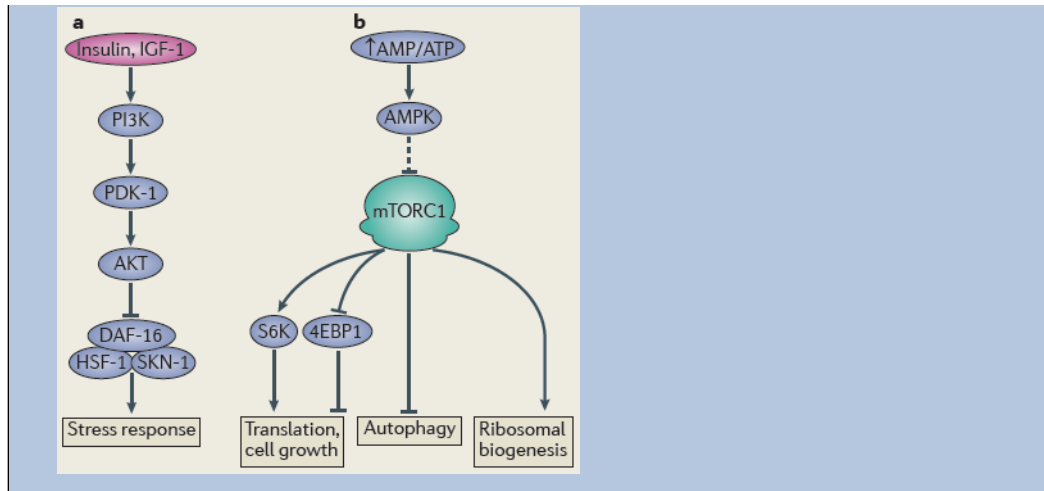 a
Insulin, IGF-1
PI3K
PDK-1
AKT
DAF-16
HSF-1 SKN-1
Stress response
b
↑AMP/ATP
AMPK
mTORC1
S6K 4EBP1
Translation,
cell growth
Autophagy
Ribosomal
biogenesis